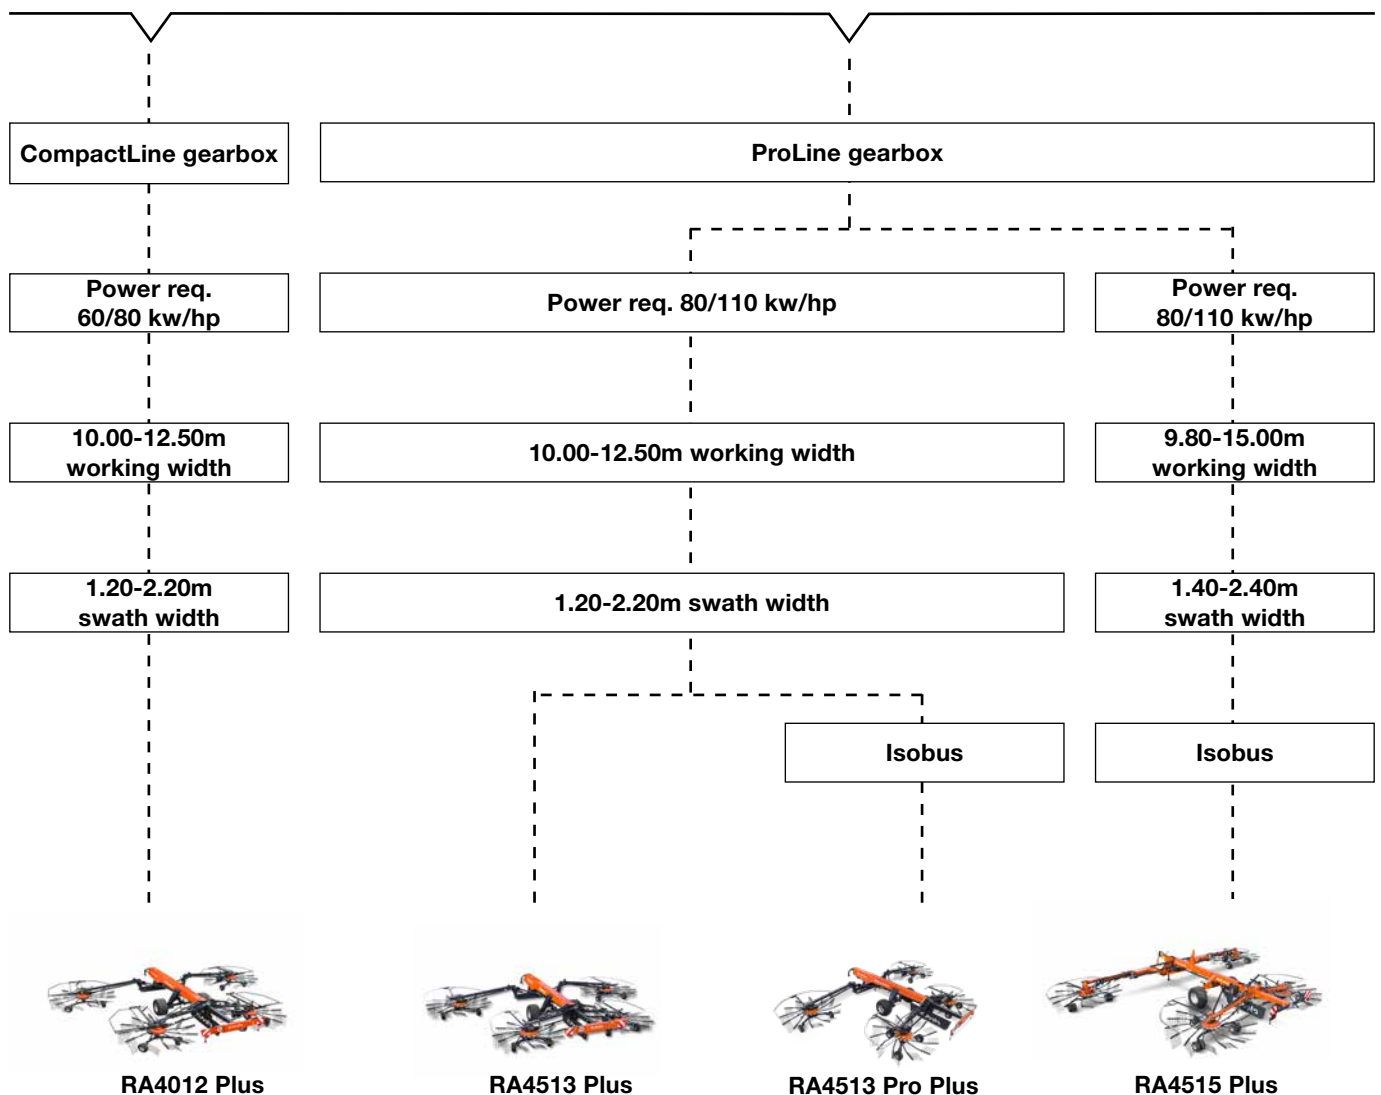 CompactLine gearbox
ProLine gearbox
Power req.
60/80 kw/hp
Power req. 80/110 kw/hp
Power req.
80/110 kw/hp
10.00-12.50m
working width
10.00-12.50m working width
9.80-15.00m
working width
1.20-2.20m
swath width
1.20-2.20m swath width
1.40-2.40m
swath width
Isobus
Isobus
RA4012 Plus
RA4513 Plus
RA4513 Pro Plus
RA4515 Plus